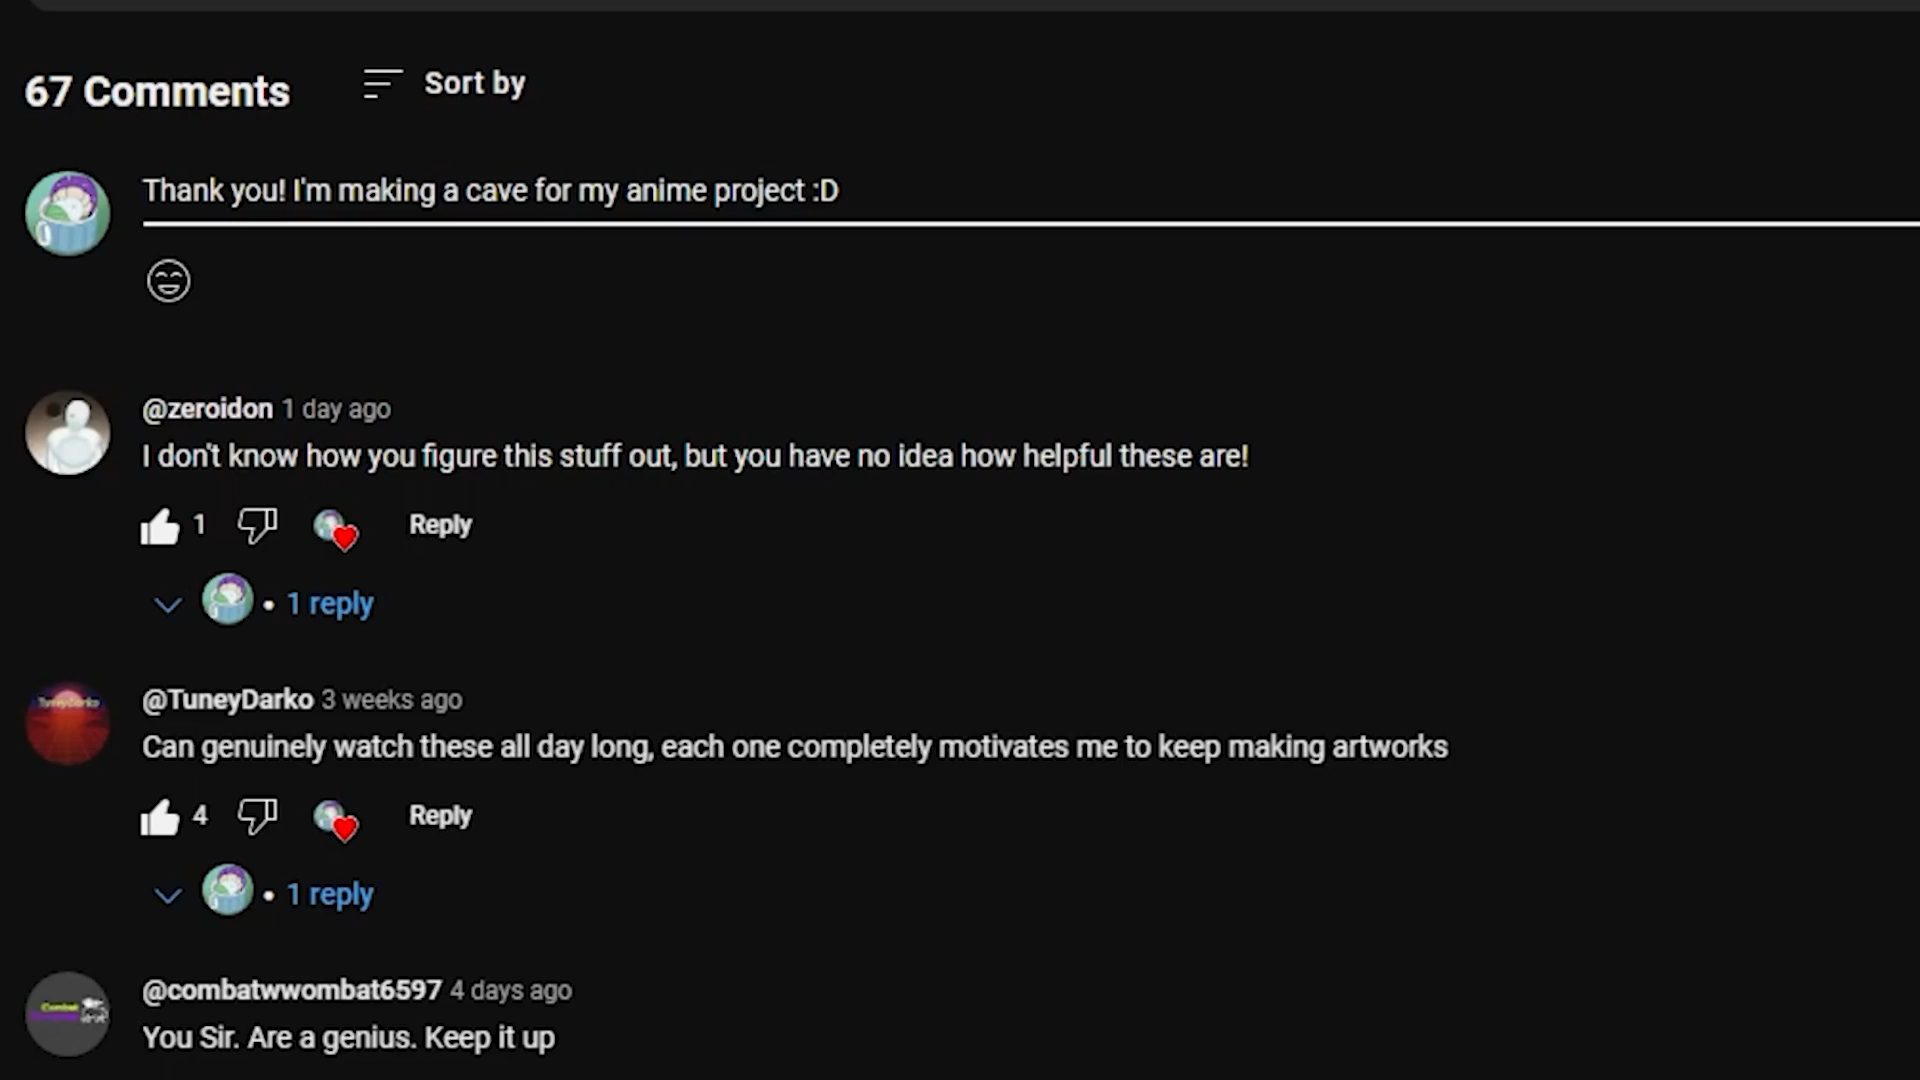 67 Comments
Sort by
Thank you! I'm making a cave for my anime project :D
@zeroidon 1 day ago
I don't know how you figure this stuff out, but you have no idea how helpful these are!
1
Reply
• 1 reply
@TuneyDarko 3 weeks ago
Can genuinely watch these all day long, each one completely motivates me to keep making artworks
4
Reply
• 1 reply
@combatwwombat6597 4 days ago
You Sir. Are a genius. Keep it up